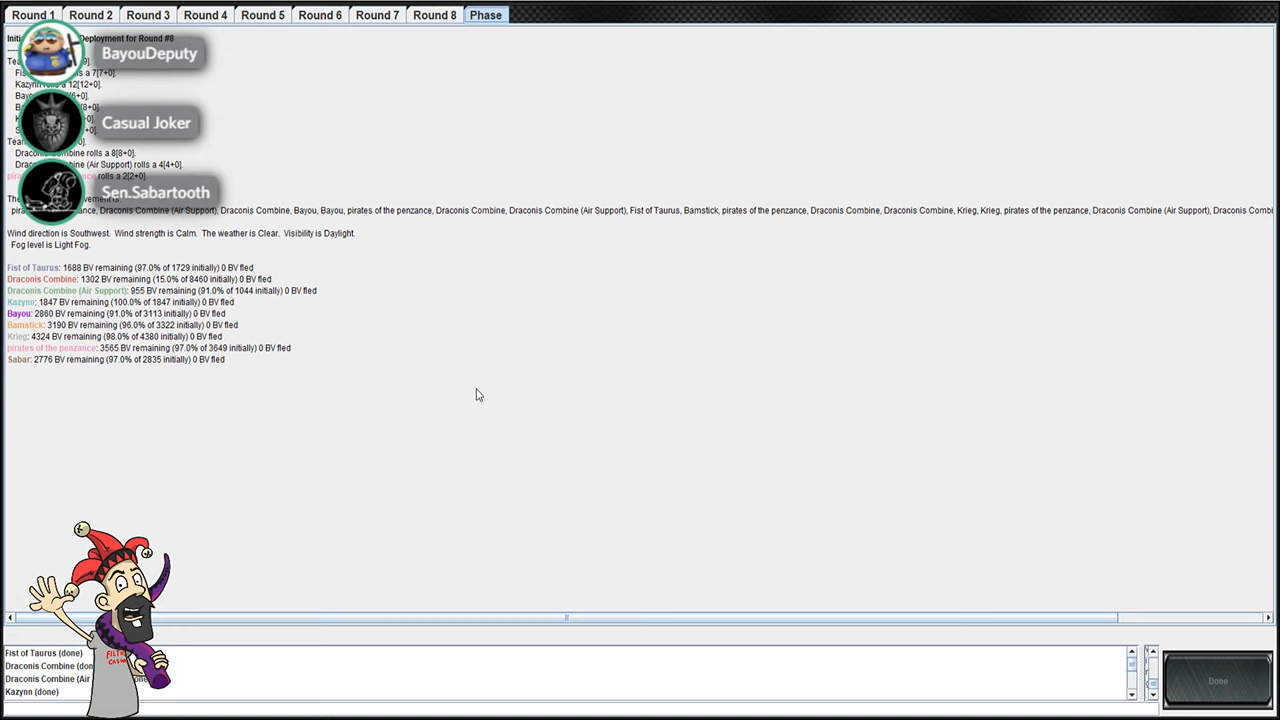 Round 1 Round 2 Round 3 Round 4 Round 5 Round 6 Round 7 Round 8 Phase
Deployment for Round #8
BayouDeputy
a 7[7+0].
12[12+0].
Casual Joker
rolls a 8[8+0].
Draconis Combine (Air Support) rolls a 4[4+0].
rolls a 2[2+0].
Sen.Sabartooth
Draconis Combine (Air Support), Draconis Combine, Bayou, Bayou, pirates of the penzance, Draconis Combine, Draconis Combine (Air Support), Fist of Taurus, Bamstick, pirates of the penzance, Draconis Combine, Draconis Combine, Krieg, Krieg, pirates of the penzance, Draconis Combine (Air Support), Draconis Combi
Wind direction is Southwest. Wind strength is Calm. The weather is Clear. Visibility is Daylight.
Fog level is Light Fog.
Fist of Taurus: 1688 BV remaining (97.0% of 1729 initially) 0 BV fled
Draconis Combine: 1302 BV remaining (15.0% of 8460 initially) 0 BV fled
Draconis Combine (Air Support): 955 BV remaining (91.0% of 1044 initially) 0 BV fled
Kazynn: 1847 BV remaining (100.0% of 1847 initially) 0 BV fled
Bayou: 2860 BV remaining (91.0% of 3113 initially) 0 BV fled
Bamstick: 3190 BV remaining (96.0% of 3322 initially) 0 BV fled
Krieg: 4324 BV remaining (98.0% of 4380 initially) 0 BV fled
pirates of the penzance: 3565 BV remaining (97.0% of 3649 initially) 0 BV fled
Sabar: 2776 BV remaining (97.0% of 2835 initially) 0 BV fled
Fist of Taurus (done)
Draconis Combine (don
Draconis Combine (Air
Kazynn (done)
Done